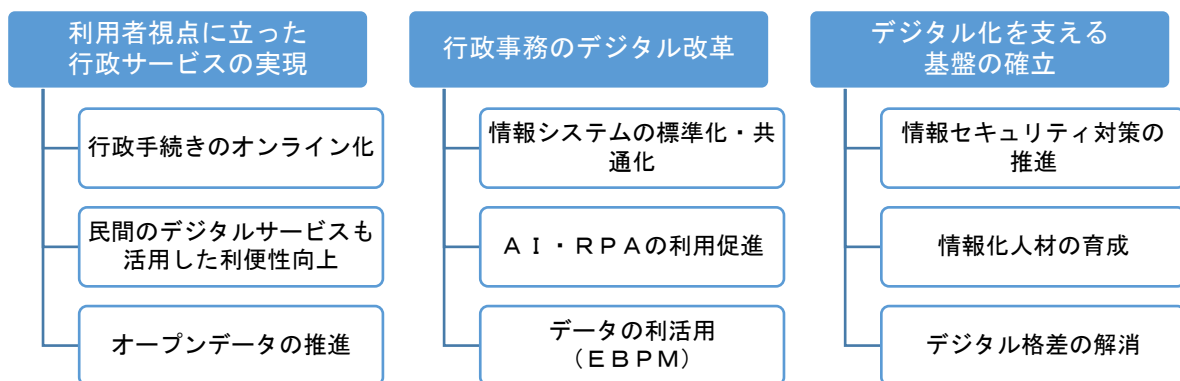 利用者視点に立った
行政サービスの実現
行政手続きのオンライン化
民間のデジタルサービスも
活用した利便性向上
オープンデータの推進
行政事務のデジタル改革
情報システムの標準化・共
通化
ＡＩ・ＲＰＡの利用促進
データの利活用
（ＥＢＰＭ）
デジタル化を支える
基盤の確立
情報セキュリティ対策の
推進
情報化人材の育成
デジタル格差の解消